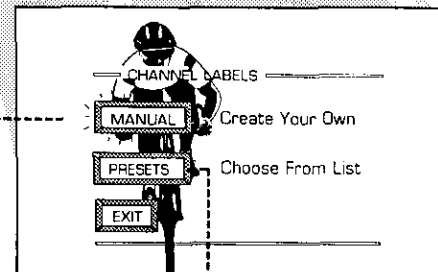 CHANNEL LABELS
MANUAL Create Your Own
PRESETS Choose From List
EXIT